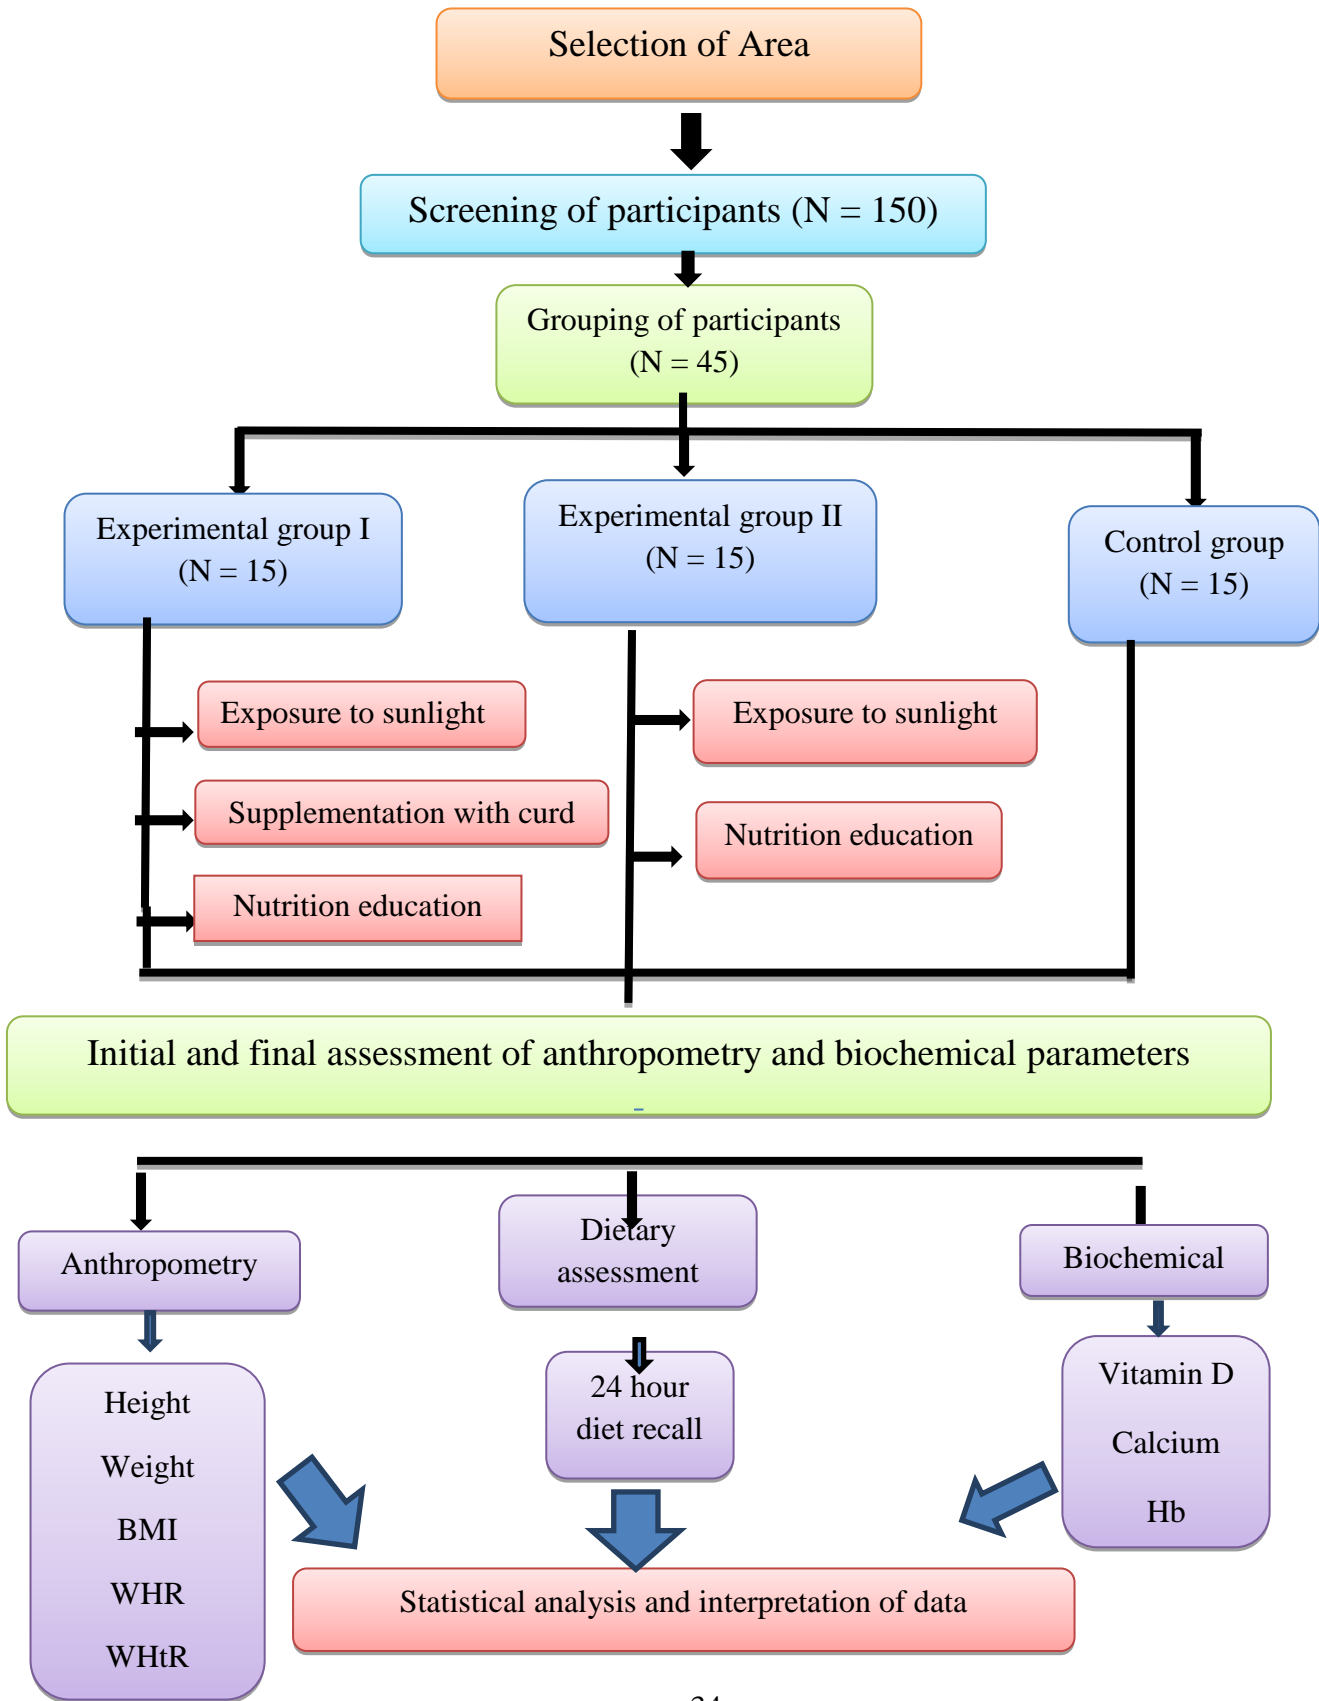 Selection of Area
Screening of participants (N = 150)
Grouping of participants
(N = 45)
Experimental group I
(N = 15)
Experimental group II
(N = 15)
Control group
(N = 15)
Exposure to sunlight
Supplementation with curd
Nutrition education
Exposure to sunlight
Nutrition education
Initial and final assessment of anthropometry and biochemical parameters
Anthropometry
Dietary
assessment
Biochemical
Height
Weight
BMI
WHR
WHtR
24 hour
diet recall
Vitamin D
Calcium
Hb
Statistical analysis and interpretation of data